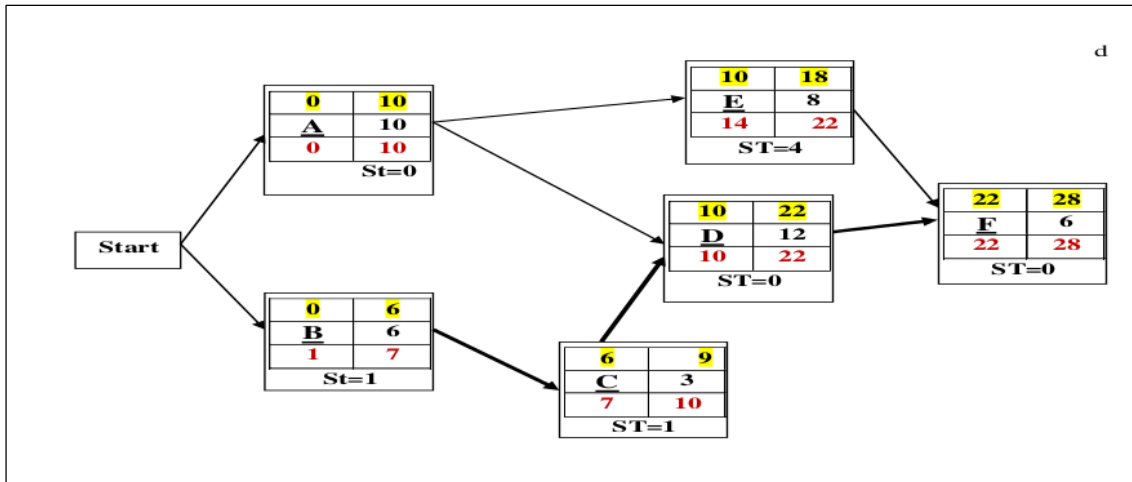 d
0 10
A 10
0 10
St=0
10 18
E 8
14 22
ST=4
10 22
D 12
10 22
ST=0
22 28
F 6
22 28
ST=0
Start
0 6
B 6
1 7
St=1
6 9
C 3
7 10
ST=1